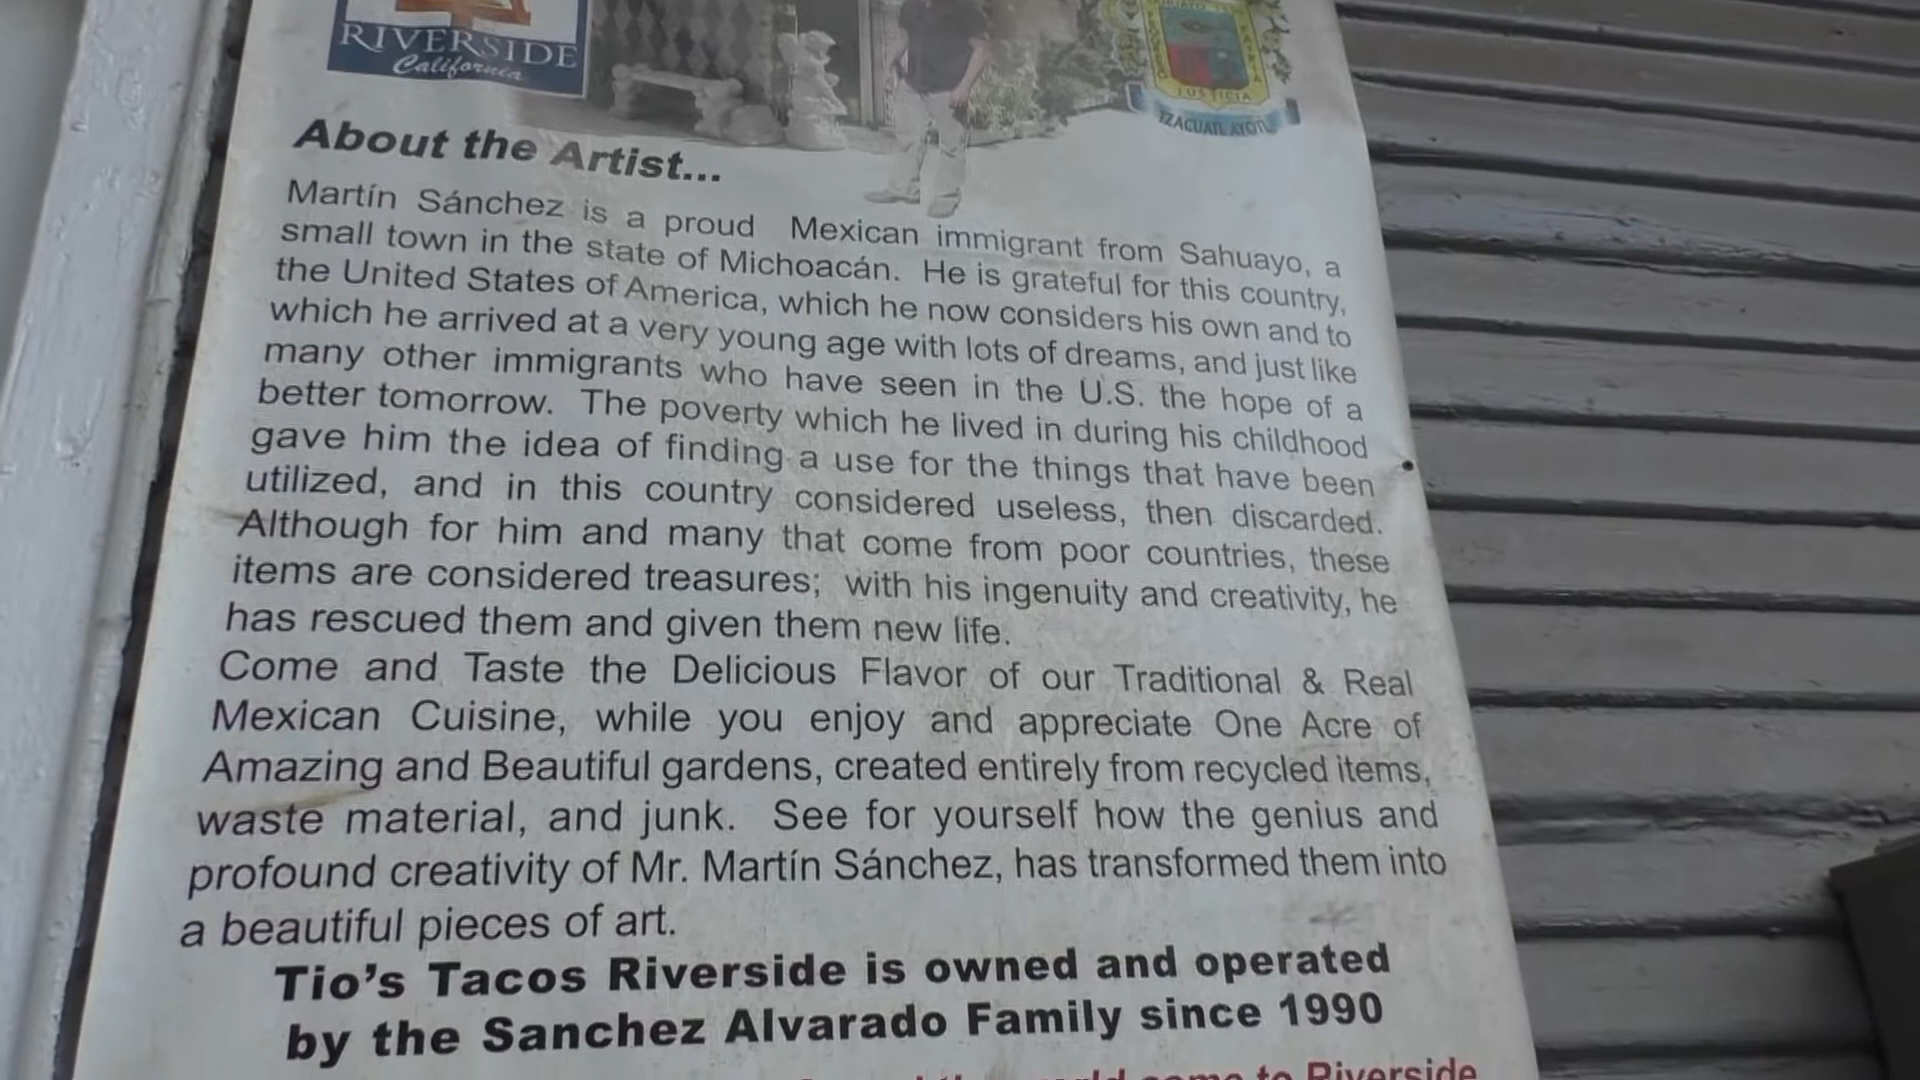 RIVERSIDE
California
JUSTICIA
TZACUATL AYOTL
About the Artist...
Martín Sánchez is a proud Mexican immigrant from Sahuayo, a
small town in the state of Michoacán. He is grateful for this country,
the United States of America, which he now considers his own and to
which he arrived at a very young age with lots of dreams, and just like
many other immigrants who have seen in the U.S. the hope of a
better tomorrow. The poverty which he lived in during his childhood
gave him the idea of finding a use for the things that have been
utilized, and in this country considered useless, then discarded.
Although for him and many that come from poor countries, these
items are considered treasures; with his ingenuity and creativity, he
has rescued them and given them new life.
Come and Taste the Delicious Flavor of our Traditional & Real
Mexican Cuisine, while you enjoy and appreciate One Acre of
Amazing and Beautiful gardens, created entirely from recycled items,
waste material, and junk. See for yourself how the genius and
profound creativity of Mr. Martín Sánchez, has transformed them into
a beautiful pieces of art.
Tio's Tacos Riverside is owned and operated
by the Sanchez Alvarado Family since 1990
come to Riverside